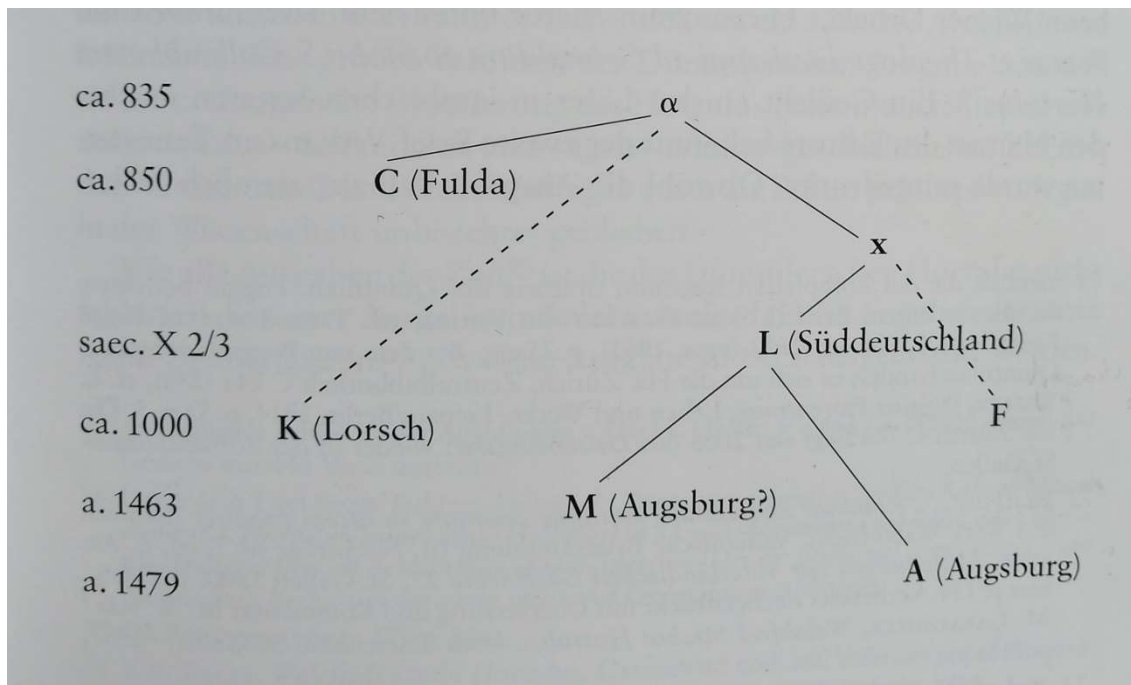 ca. 835
α
ca. 850
C (Fulda)
x
saec. X 2/3
L (Süddeutschland)
ca. 1000
K (Lorsch)
F
a. 1463
M (Augsburg?)
a. 1479
A (Augsburg)